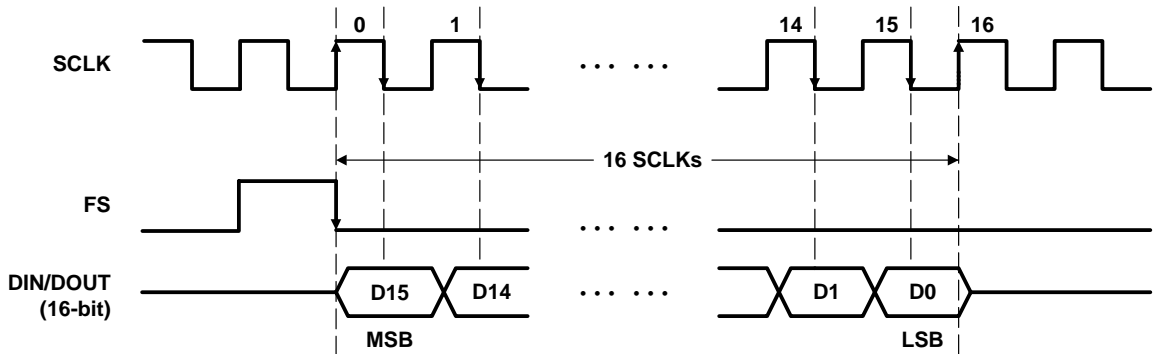 0 1 14 15 16
SCLK
... ... 
16 SCLKs
FS
... ...
DIN/DOUT
(16-bit)
D15 D14 ... ... D1 D0
MSB LSB